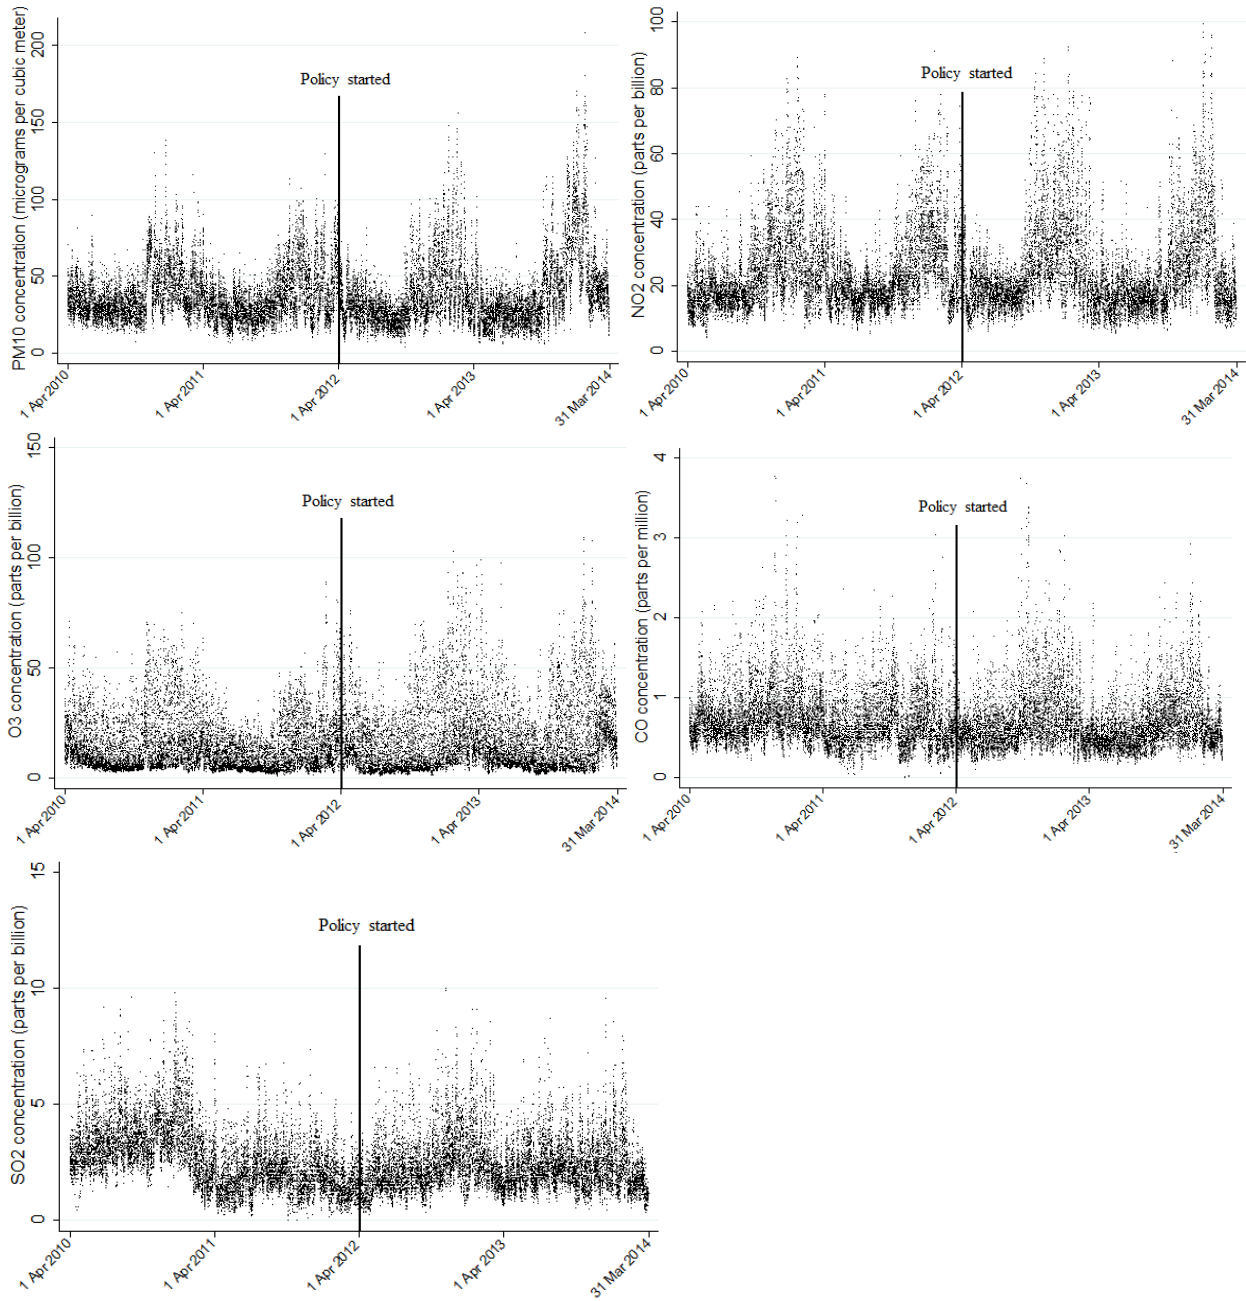 PM10 concentration (micrograms per cubic meter)
200
150
100
50
0
Policy started
1 Apr 2010
1 Apr 2011
1 Apr 2012
1 Apr 2013
31 Mar 2014
NO2 concentration (parts per billion)
100
80
60
40
20
0
Policy started
1 Apr 2010
1 Apr 2011
1 Apr 2012
1 Apr 2013
31 Mar 2014
O3 concentration (parts per billion)
150
100
50
0
Policy started
1 Apr 2010
1 Apr 2011
1 Apr 2012
1 Apr 2013
31 Mar 2014
CO concentration (parts per million)
4
3
2
1
0
Policy started
1 Apr 2010
1 Apr 2011
1 Apr 2012
1 Apr 2013
31 Mar 2014
SO2 concentration (parts per billion)
15
10
5
0
Policy started
1 Apr 2010
1 Apr 2011
1 Apr 2012
1 Apr 2013
31 Mar 2014